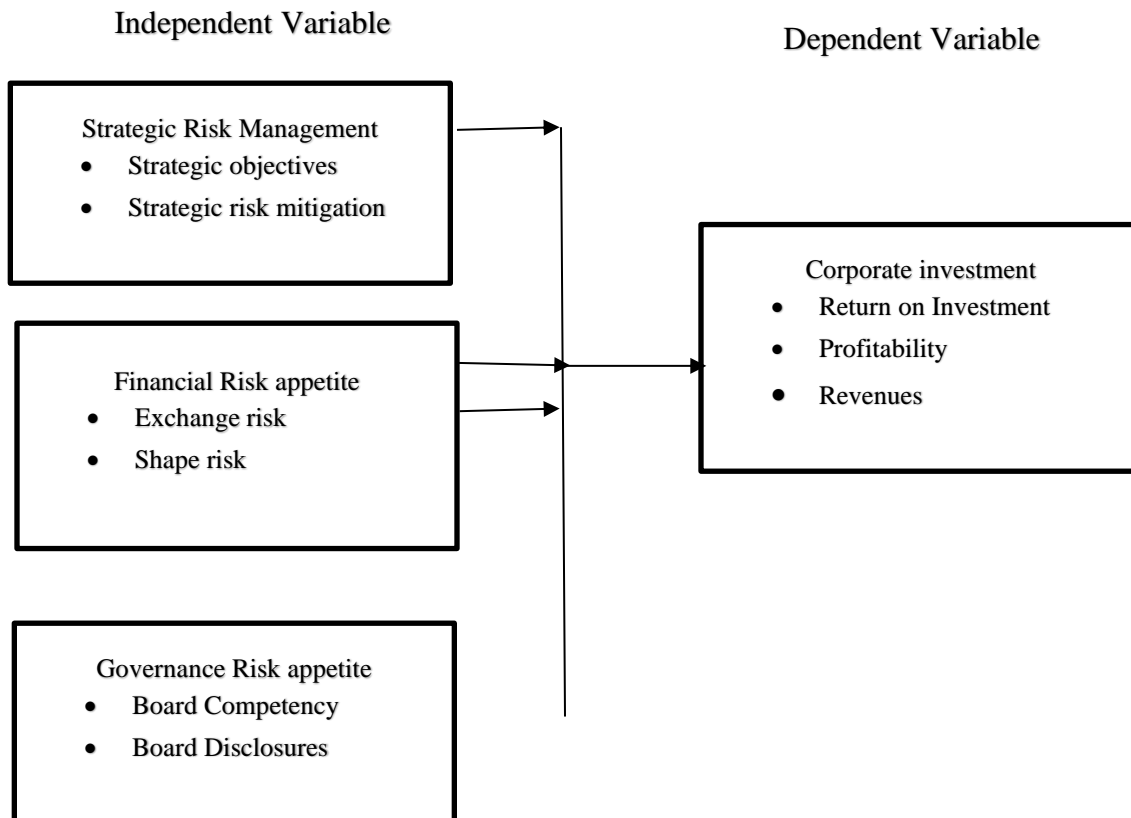 Independent Variable
Dependent Variable
Strategic Risk Management
• Strategic objectives
• Strategic risk mitigation
Financial Risk appetite
• Exchange risk
• Shape risk
Governance Risk appetite
• Board Competency
• Board Disclosures
Corporate investment
• Return on Investment
• Profitability
• Revenues